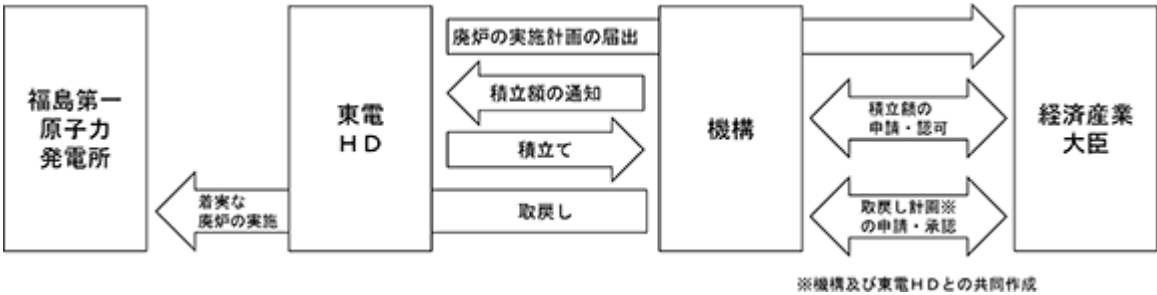 福島第一
原子力
発電所
東電
ＨＤ
廃炉の実施計画の届出
積立額の通知
積立て
取戻し
着実な
廃炉の実施
機構
積立額の
申請・認可
取戻し計画※
の申請・承認
経済産業
大臣
※機構及び東電ＨＤとの共同作成